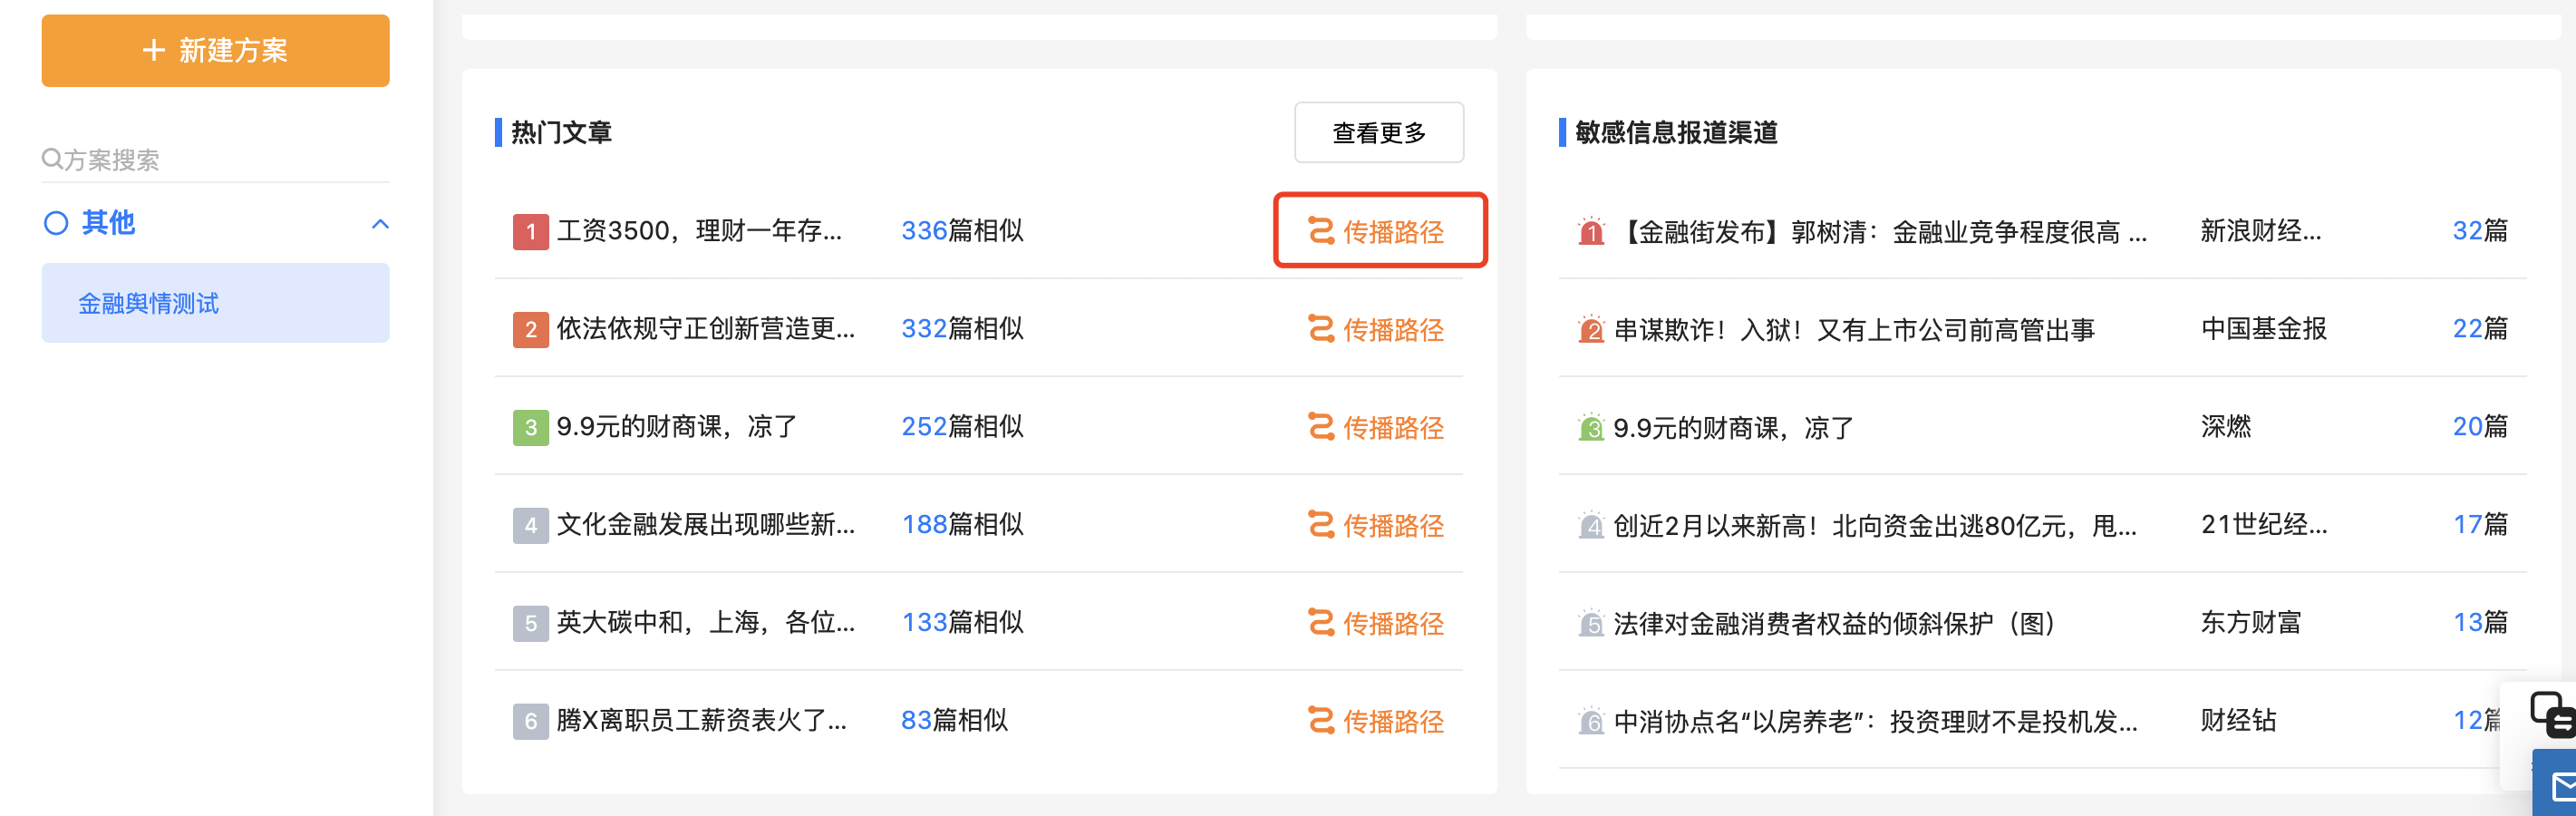 新建方案
方案搜索
其他
金融舆情测试
热门文章
查看更多
1 工资3500，理财一年存... 336篇相似 传播路径
2 依法依规守正创新营造更... 332篇相似 传播路径
3 9.9元的财商课，凉了 252篇相似 传播路径
4 文化金融发展出现哪些新... 188篇相似 传播路径
5 英大碳中和，上海，各位... 133篇相似 传播路径
6 腾X离职员工薪资表火了... 83篇相似 传播路径
敏感信息报道渠道
1 【金融街发布】郭树清：金融业竞争程度很高 ... 新浪财经... 32篇
2 串谋欺诈！入狱！又有上市公司前高管出事 中国基金报 22篇
3 9.9元的财商课，凉了 深燃 20篇
4 创近2月以来新高！北向资金出逃80亿元，甩... 21世纪经... 17篇
5 法律对金融消费者权益的倾斜保护（图） 东方财富 13篇
6 中消协点名“以房养老”：投资理财不是投机发... 财经钻 12篇